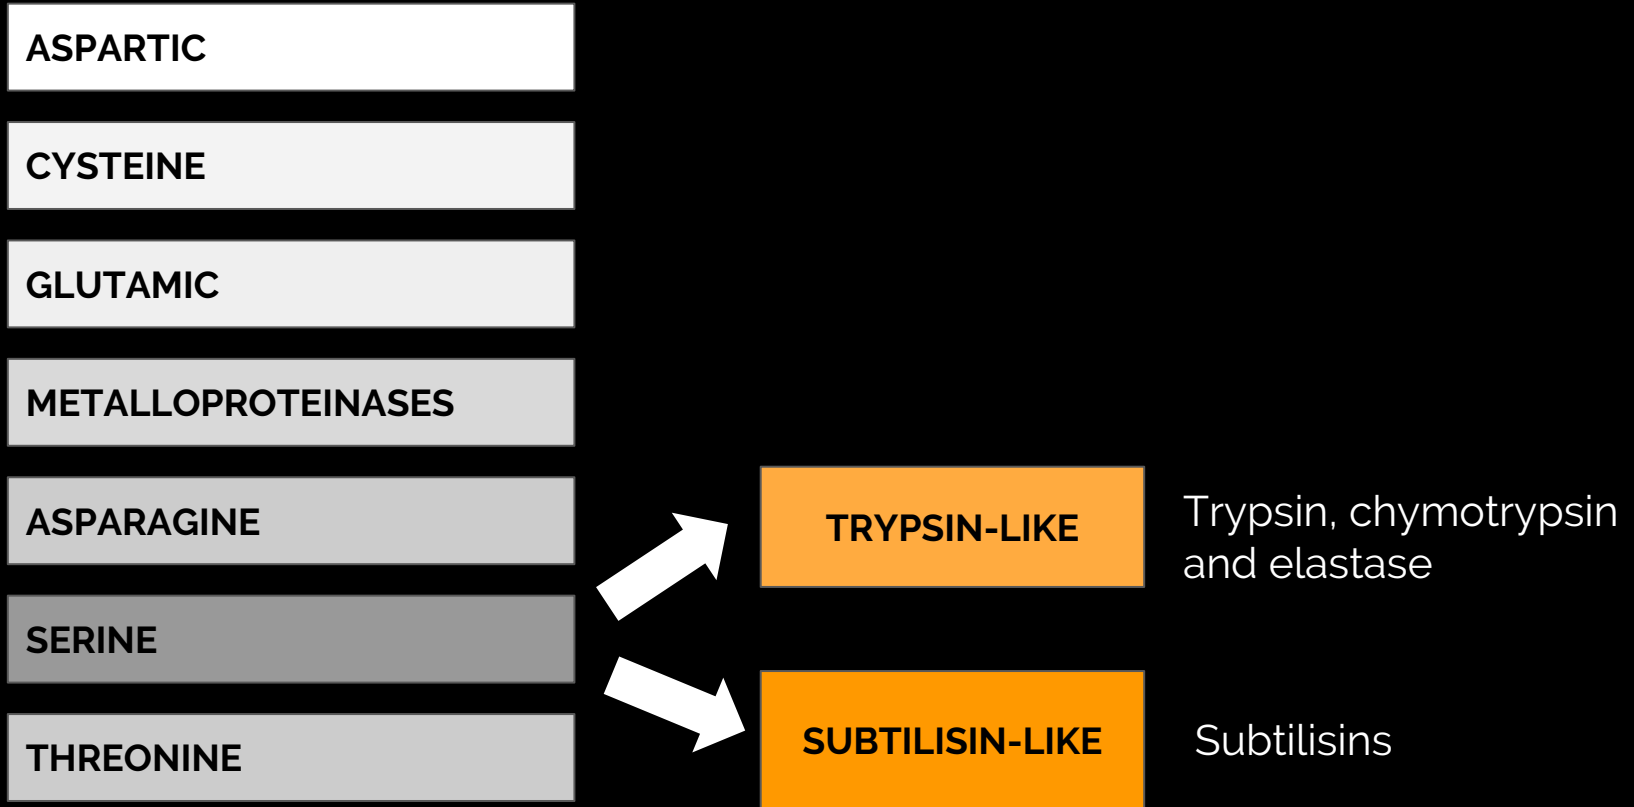 ASPARTIC
CYSTEINE
GLUTAMIC
METALLOPROTEINASES
ASPARAGINE
SERINE
THREONINE
TRYPSIN-LIKE
Trypsin, chymotrypsin
and elastase
SUBTILISIN-LIKE
Subtilisins